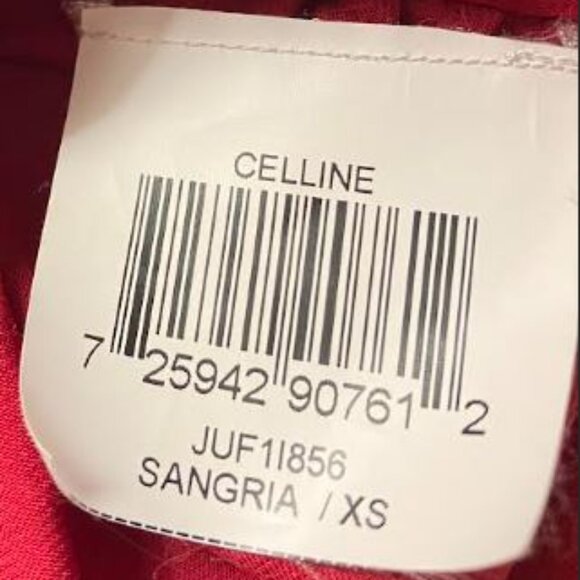 CELLINE
7 25942 90761 2
JUF1I856
SANGRIA / XS